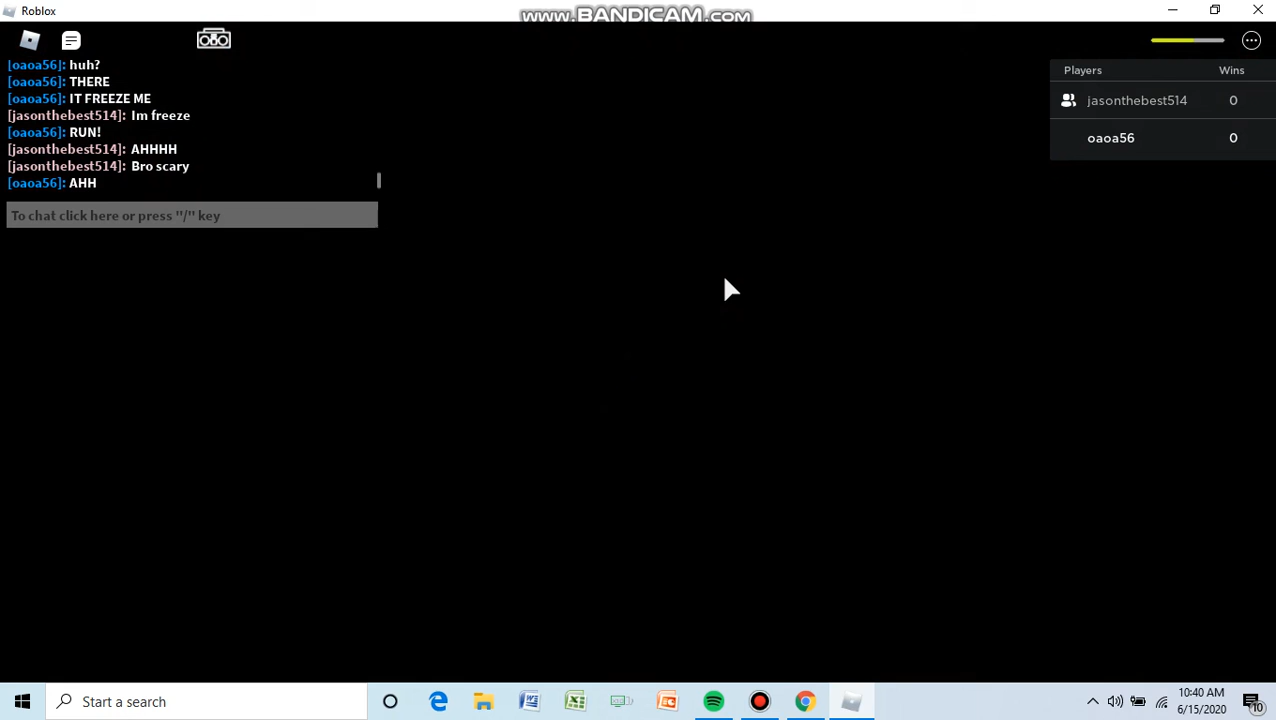 Roblox
www.BANDICAM.com
Players Wins
jasonthebest514 0
oaoa56 0
[oaoa56]: huh?
[oaoa56]: THERE
[oaoa56]: IT FREEZE ME
[jasonthebest514]: Im freeze
[oaoa56]: RUN!
[jasonthebest514]: AHHHH
[jasonthebest514]: Bro scary
[oaoa56]: AHH
To chat click here or press "/" key
Start a search
10:40 AM
6/15/2020
10